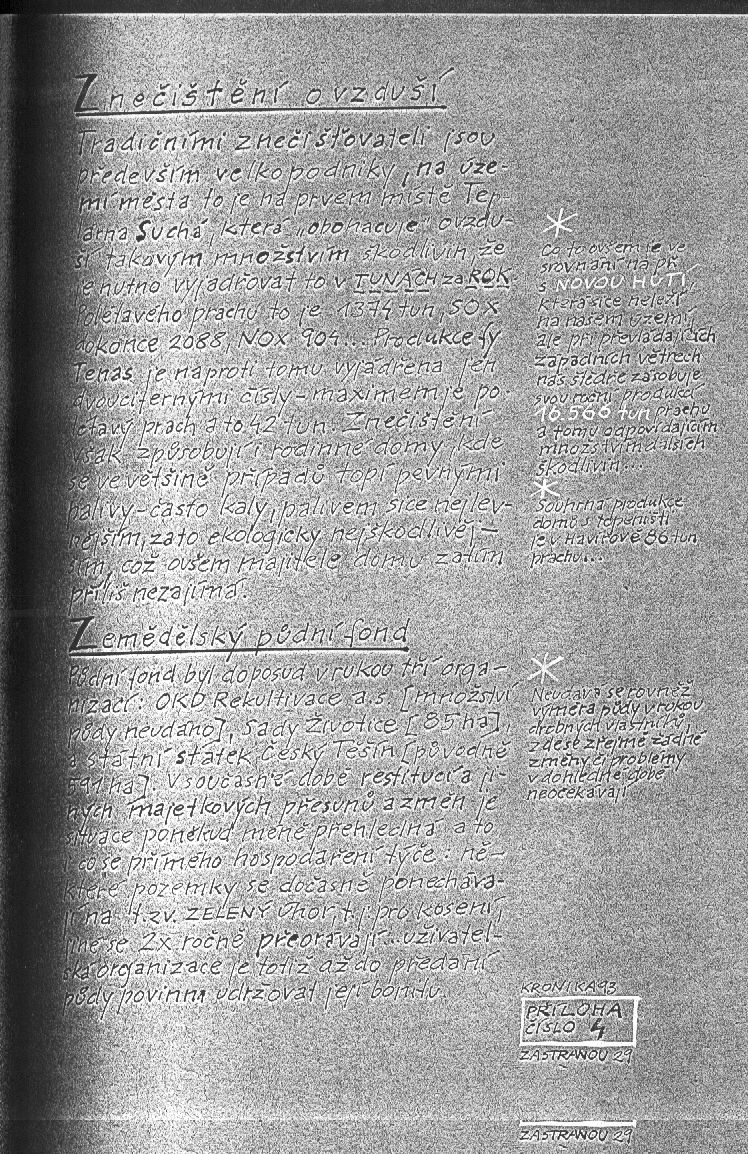 Znečištění ovzduší
Tradičními znečišťovateli jsou
především velkopodniky, na úze-
mí města to je na prvém místě Tep-
lárna Suchá, která „obohacuje" ovzdu-
ší takovým množstvím škodlivin, že
je nutno vyjadřovat to v TUNÁCH za ROK.
Poletavého prachu to je 1374 tun, SOX
dokonce 2088, NOX 904... Produkce fy
Tenas je naproti tomu vyjádřena jen
dvouciternými čísly - maximem je po-
letavý prach a to 42 tun. Znečištění
však způsobují i rodinné domy, kde
se ve většině případů topí pevnými
palivy - často kaly, palivem sice nejlev-
nějším, zato ekologicky nejškodlivěj-
ším, což ovšem majitele domu zatím
příliš nezajímá.
Zemědělský půdní fond
Půdní fond byl doposud v rukou tří orga-
nizací: OKD Rekultivace a.s. [množství
půdy neudáno], Sady Životice [85 ha],
a státní statek Český Těšín [původně
591 ha]. V současné době restitucí a ji-
ných majetkových přesunů a změn je
situace poněkud méně přehledná a to
i co se přímého hospodaření týče: ně-
které pozemky se dočasně ponecháva-
jí na t.zv. ZELENÝ úhor t.j. pro kosení,
jiné se 2x ročně přeorávají... uživatel-
ská organizace je totiž až do předání
půdy povinna udržovat její bonitu.
Co to ovšem je ve
srovnání na př.
s NOVOU HUTÍ,
která sice neleží
na našem území,
ale při převládajících
západních větrech
nás štědře zásobuje
svou roční produkcí
16.566 tun prachu
a tomu odpovídajícím
množstvím dalších
škodlivin...
Souhrná produkce
domů s topeništi
je v Havířově 86 tun
prachu...
Neudává se rovněž
výměra půdy v rukou
drobných vlastníků,
zde se zřejmě žádné
změny či problémy
v dohledné době
neočekávají
KRONIKA 93
PŘÍLOHA
ČÍSLO 4
ZA STRANOU 29
ZA STRANOU 29